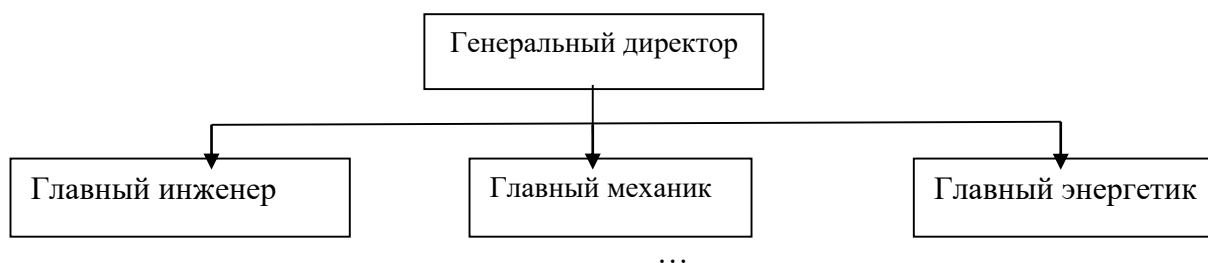 Генеральный директор
Главный инженер
Главный механик
Главный энергетик
…